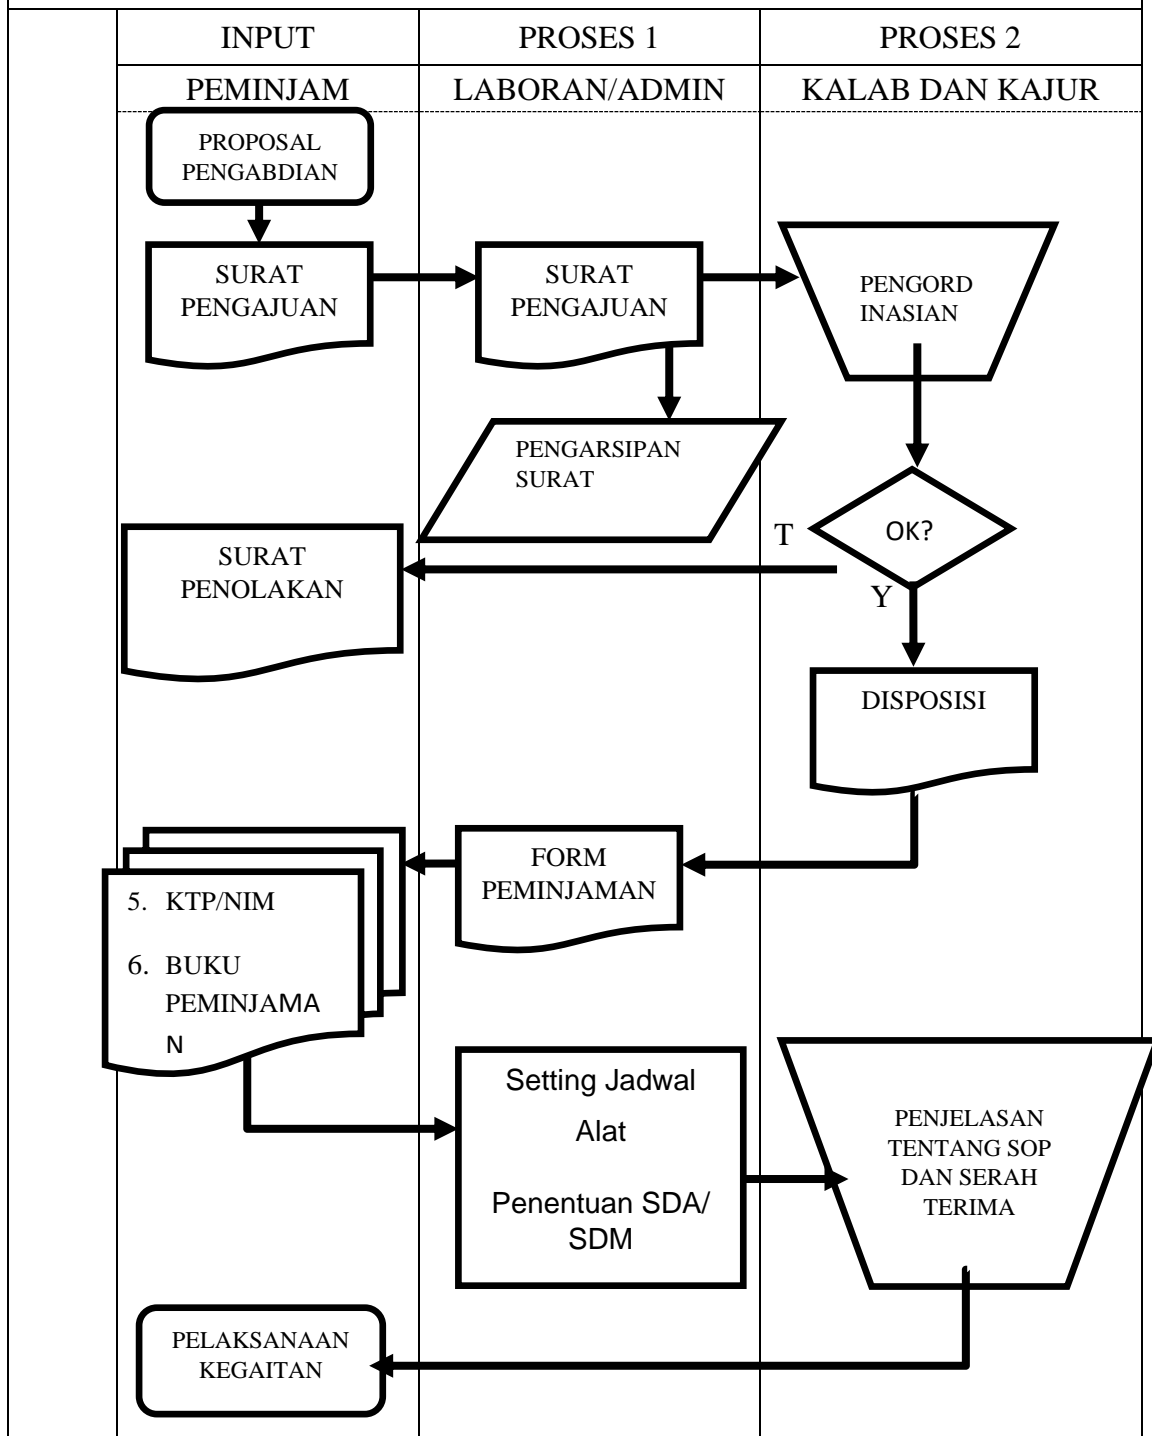 INPUT
PROSES 1
PROSES 2
PEMINJAM
LABORAN/ADMIN
KALAB DAN KAJUR
PROPOSAL
PENGABDIAN
SURAT
PENGAJUAN
SURAT
PENGAJUAN
PENGORD
INASIAN
PENGARSIPAN
SURAT
T
OK?
SURAT
PENOLAKAN
Y
DISPOSISI
FORM
PEMINJAMAN
5. KTP/NIM
6. BUKU
PEMINJAMA
N
Setting Jadwal
Alat
Penentuan SDA/
SDM
PENJELASAN
TENTANG SOP
DAN SERAH
TERIMA
PELAKSANAAN
KEGAITAN